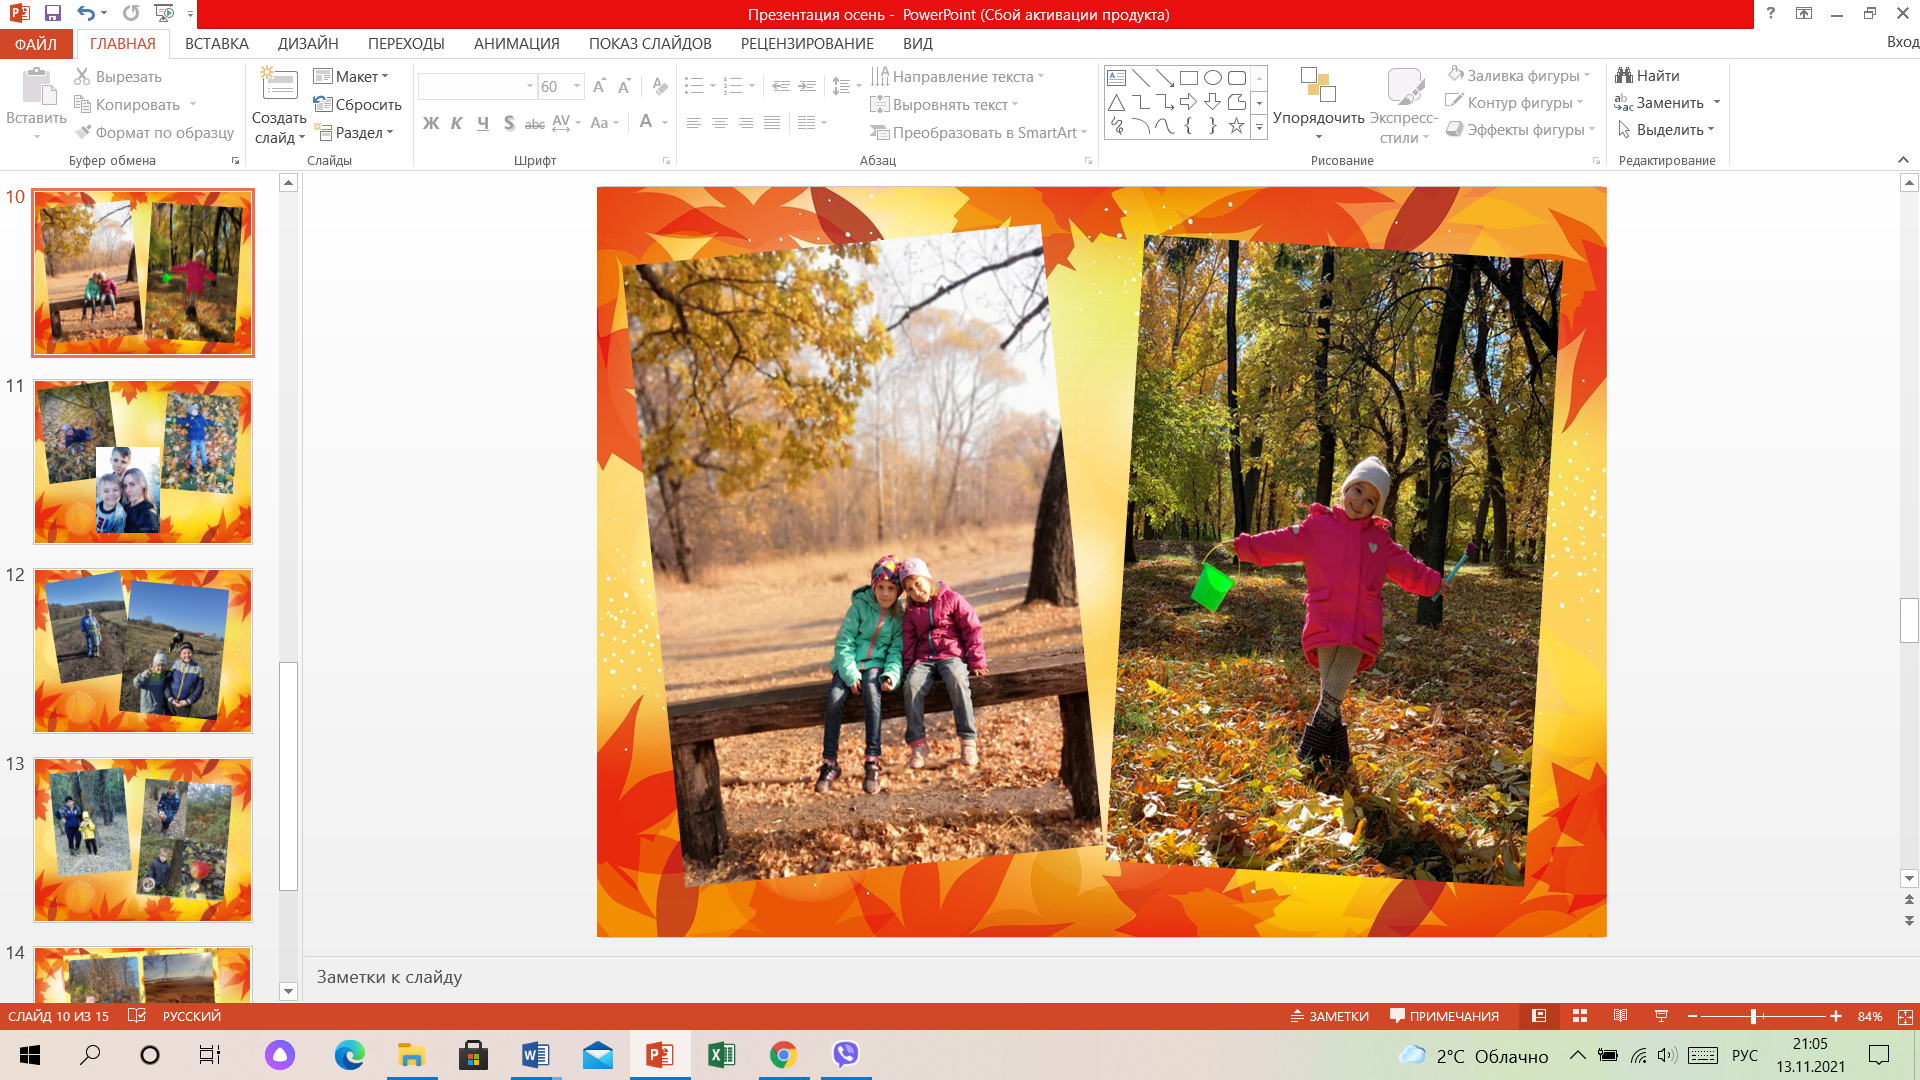 Презентация осень - PowerPoint (Сбой активации продукта)
?
ФАЙЛ ГЛАВНАЯ ВСТАВКА ДИЗАЙН ПЕРЕХОДЫ АНИМАЦИЯ ПОКАЗ СЛАЙДОВ РЕЦЕНЗИРОВАНИЕ ВИД Вход
Вставить
Вырезать
Копировать
Формат по образцу
Буфер обмена
Создать слайд
Макет
Сбросить
Раздел
Слайды
60
Ж К Ч S abc AV Aa А
Шрифт
Направление текста
Выровнять текст
Преобразовать в SmartArt
Абзац
Упорядочить
Экспресс-
стили
Заливка фигуры
Контур фигуры
Эффекты фигуры
Рисование
Найти
Заменить
Выделить
Редактирование
10
11
12
13
14
Заметки к слайду
СЛАЙД 10 ИЗ 15 РУССКИЙ ЗАМЕТКИ ПРИМЕЧАНИЯ 84%
2°C Облачно РУС 21:05
13.11.2021